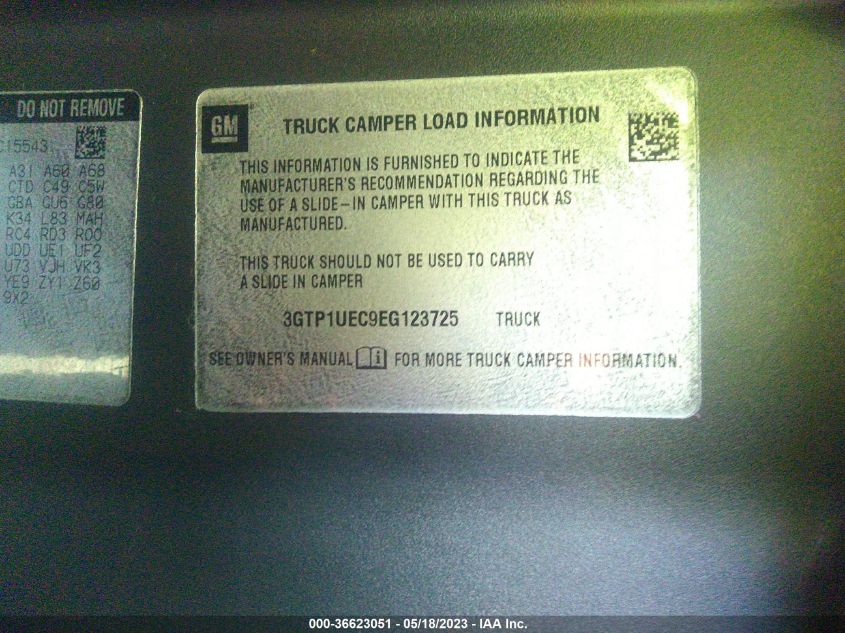 DO NOT REMOVE
C15543
A31 A60 A68
CTD C49 C5W
GBA GU6 G80
K34 L83 MAH
RC4 RD3 R00
UDD UE1 UF2
U73 VJH VK3
YE9 ZY1 Z60
9X2
GM
TRUCK CAMPER LOAD INFORMATION
THIS INFORMATION IS FURNISHED TO INDICATE THE
MANUFACTURER'S RECOMMENDATION REGARDING THE
USE OF A SLIDE-IN CAMPER WITH THIS TRUCK AS
MANUFACTURED.
THIS TRUCK SHOULD NOT BE USED TO CARRY
A SLIDE IN CAMPER
3GTP1UEC9EG123725 TRUCK
SEE OWNER'S MANUAL i FOR MORE TRUCK CAMPER INFORMATION.
000-36623051 - 05/18/2023 - IAA Inc.